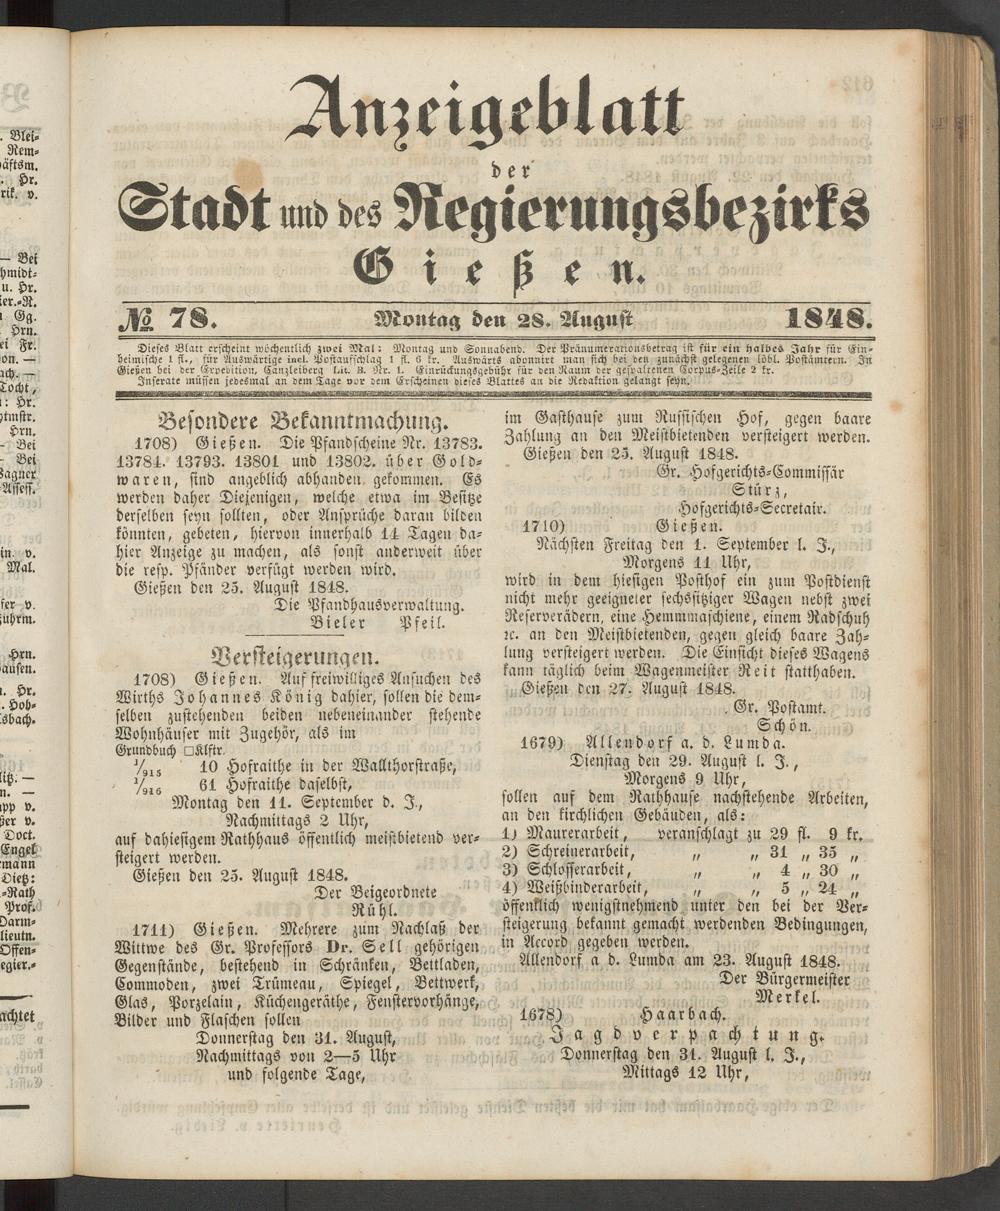 Anzeigeblatt
der
Stadt und des Regierungsbezirks
Gießen.
№ 78. Montag den 28. August 1848.
Dieses Blatt erscheint wöchentlich zwei Mal: Montag und Sonnabend. Der Pränumerationsbetrag ist für ein halbes Jahr für Ein-
heimische 1 fl., für Auswärtige incl. Postaufschlag 1 fl. 6 kr. Auswärts abonnirt man sich bei den zunächst gelegenen löbl. Postämtern. In
Gießen bei der Expedition, Canzleiberg Lit. B. Nr. 1. Einrückungsgebühr für den Raum der gespaltenen Corpus-Zeile 2 kr.
Inserate müssen jedesmal an dem Tage vor dem Erscheinen dieses Blattes an die Redaktion gelangt seyn.
Besondere Bekanntmachung.
1708) Gießen. Die Pfandscheine Nr. 13783.
13784. 13793. 13801 und 13802. über Gold-
waren, sind angeblich abhanden gekommen. Es
werden daher Diejenigen, welche etwa im Besitze
derselben seyn sollten, oder Ansprüche daran bilden
könnten, gebeten, hiervon innerhalb 14 Tagen da-
hier Anzeige zu machen, als sonst anderweit über
die resp. Pfänder verfügt werden wird.
Gießen den 25. August 1848.
Die Pfandhausverwaltung.
Bieler Pfeil.
Versteigerungen.
1708) Gießen. Auf freiwilliges Ansuchen des
Wirths Johannes König dahier, sollen die dem-
selben zustehenden beiden nebeneinander stehende
Wohnhäuser mit Zugehör, als im
Grundbuch □Klftr.
1/915 10 Hofraithe in der Wallthorstraße,
1/916 61 Hofraithe daselbst,
Montag den 11. September d. J.,
Nachmittags 2 Uhr,
auf dahiesigem Rathhaus öffentlich meistbietend ver-
steigert werden.
Gießen den 25. August 1848.
Der Beigeordnete
Rühl.
1711) Gießen. Mehrere zum Nachlaß der
Wittwe des Gr. Professors Dr. Sell gehörigen
Gegenstände, bestehend in Schränken, Bettladen,
Commoden, zwei Trümeau, Spiegel, Bettwerk,
Glas, Porzelain, Küchengeräthe, Fenstervorhänge,
Bilder und Flaschen sollen
Donnerstag den 31. August,
Nachmittags von 2—5 Uhr
und folgende Tage,
im Gasthause zum Russischen Hof, gegen baare
Zahlung an den Meistbietenden versteigert werden.
Gießen den 25. August 1848.
Gr. Hofgerichts-Commissär
Stürz,
Hofgerichts-Secretair.
1710) Gießen.
Nächsten Freitag den 1. September l. J.,
Morgens 11 Uhr,
wird in dem hiesigen Posthof ein zum Postdienst
nicht mehr geeigneter sechssitziger Wagen nebst zwei
Reserverädern, eine Hemmmaschiene, einem Radschuh
ꝛc. an den Meistbietenden, gegen gleich baare Zah-
lung versteigert werden. Die Einsicht dieses Wagens
kann täglich beim Wagenmeister Reit statthaben.
Gießen den 27. August 1848.
Gr. Postamt.
Schön.
1679) Allendorf a. d. Lumda.
Dienstag den 29. August l. J.,
Morgens 9 Uhr,
sollen auf dem Rathhause nachstehende Arbeiten,
an den kirchlichen Gebäuden, als:
1) Maurerarbeit, veranschlagt zu 29 fl. 9 kr.
2) Schreinerarbeit, „ „ 31 „ 35 „
3) Schlosserarbeit, „ „ 4 „ 30 „
4) Weißbinderarbeit, „ „ 5 „ 24 „
öffentlich wenigstnehmend unter den bei der Ver-
steigerung bekannt gemacht werdenden Bedingungen,
in Accord gegeben werden.
Allendorf a d. Lumda am 23. August 1848.
Der Bürgermeister
Merkel.
1678) Haarbach.
Jagdverpachtung.
Donnerstag den 31. August l. J.,
Mittags 12 Uhr,